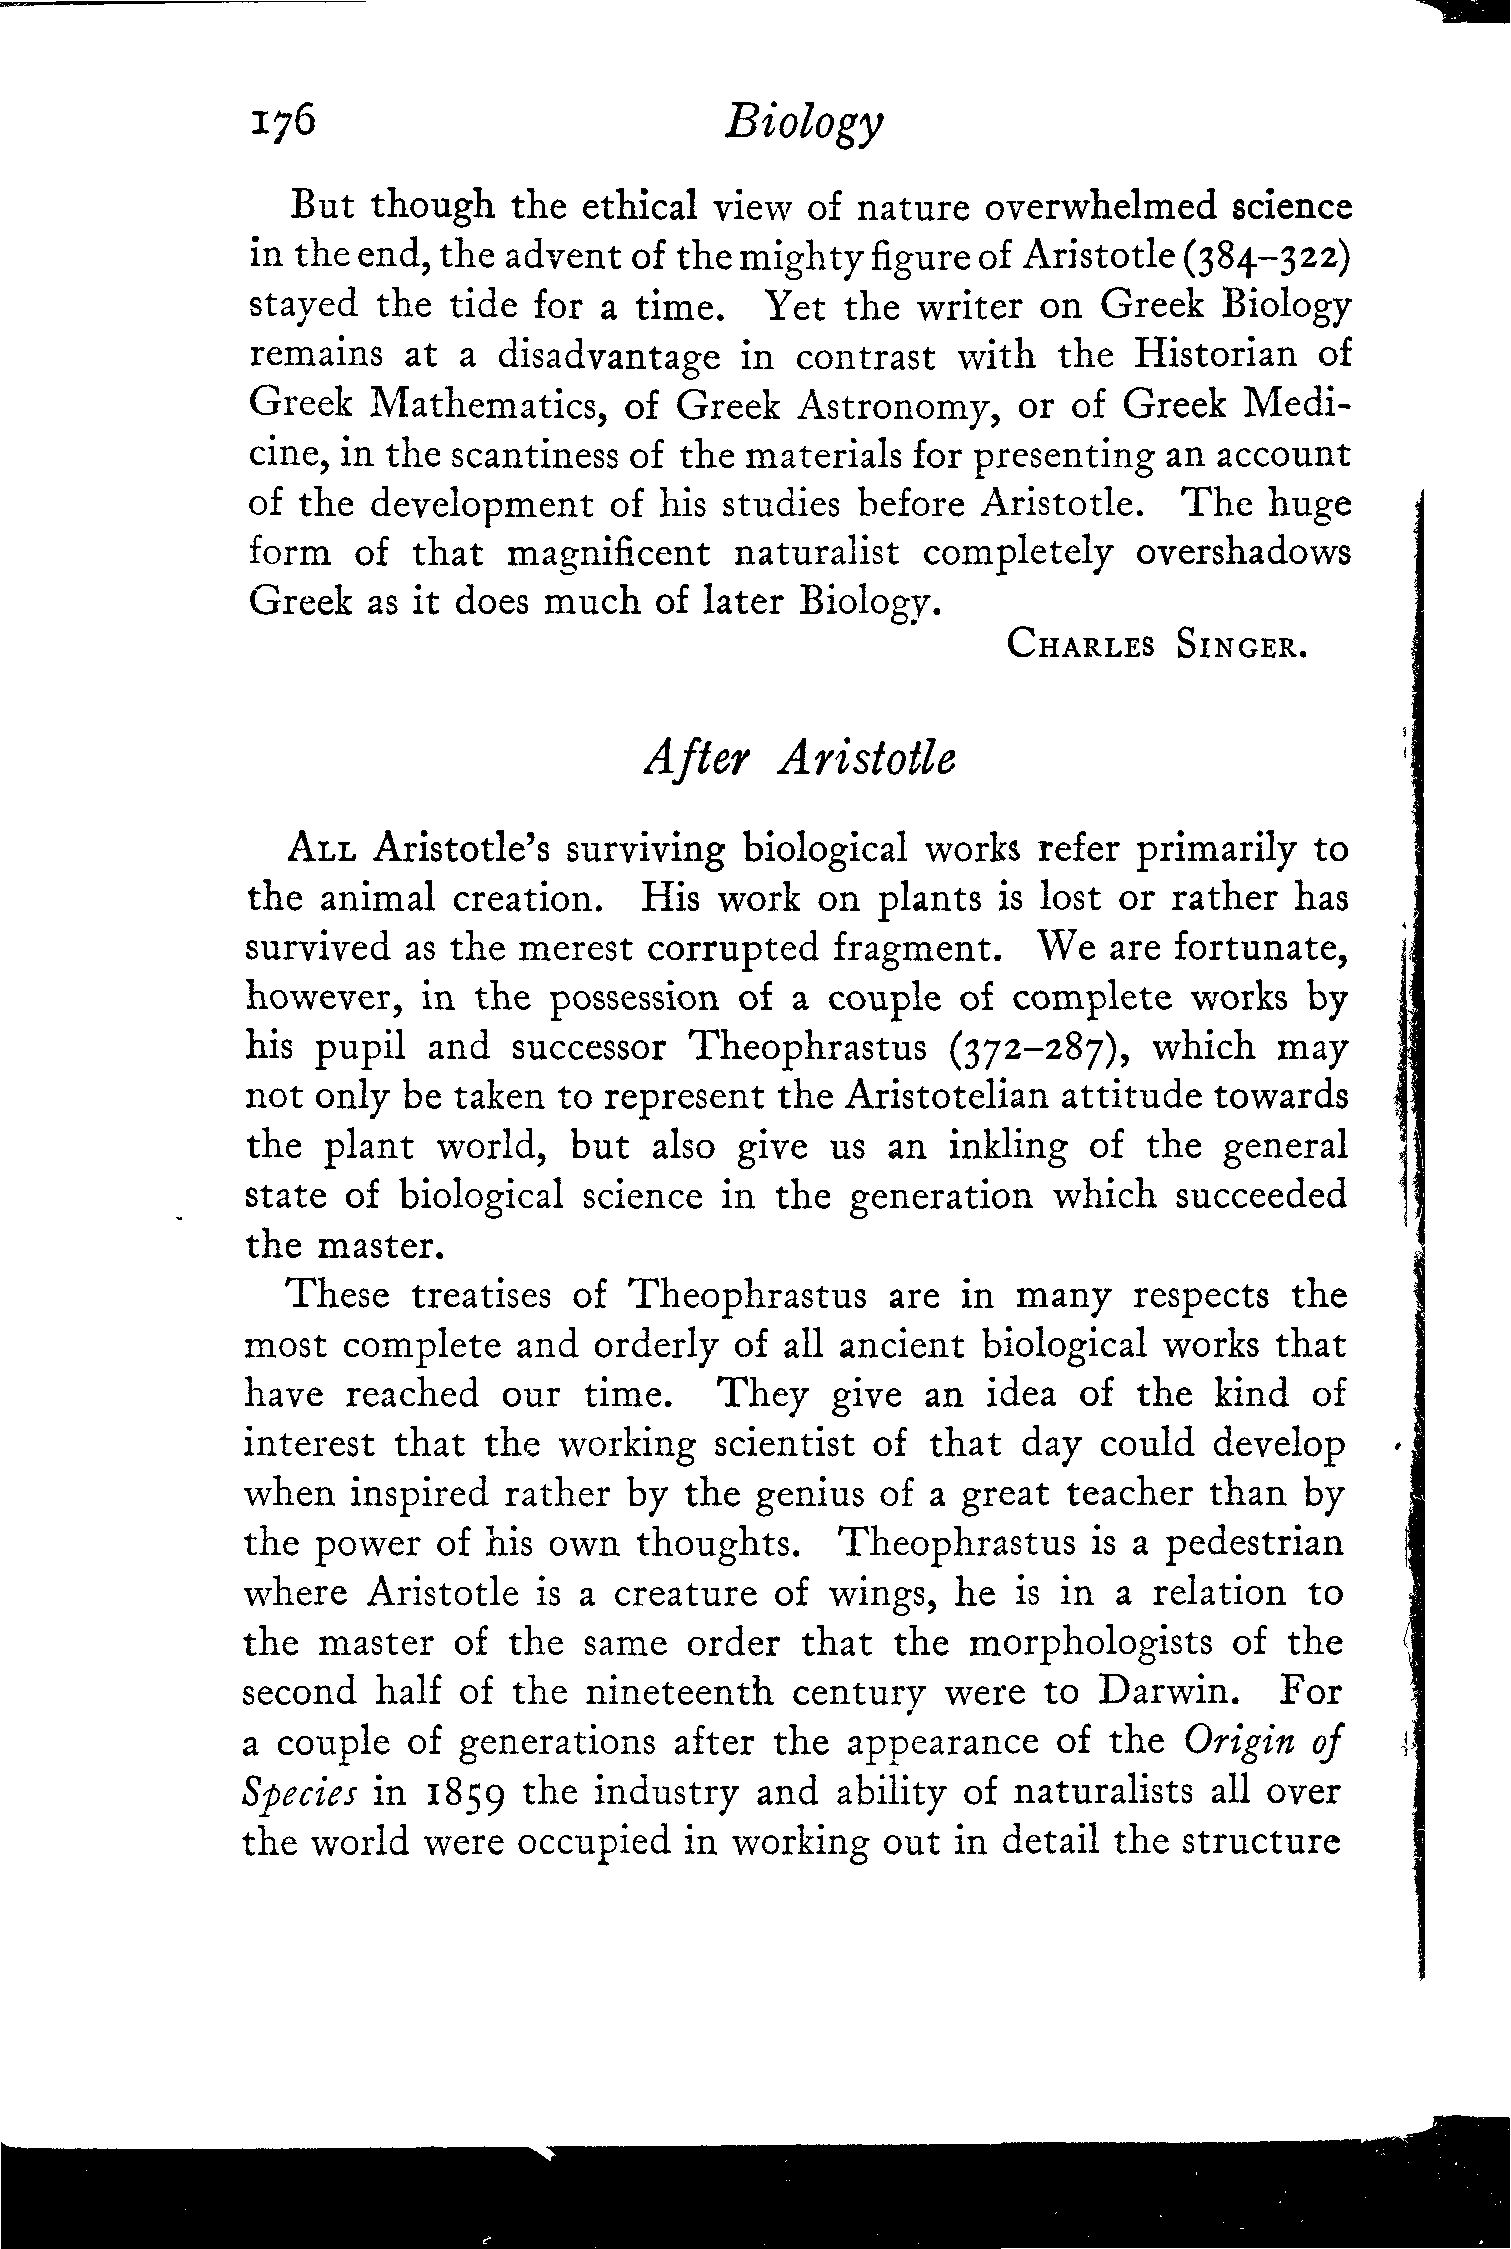 176 Biology
But though the ethical view of nature overwhelmed science
in the end, the advent of the mighty figure of Aristotle (384–322)
stayed the tide for a time. Yet the writer on Greek Biology
remains at a disadvantage in contrast with the Historian of
Greek Mathematics, of Greek Astronomy, or of Greek Medi-
cine, in the scantiness of the materials for presenting an account
of the development of his studies before Aristotle. The huge
form of that magnificent naturalist completely overshadows
Greek as it does much of later Biology.
CHARLES SINGER.
After Aristotle
ALL Aristotle's surviving biological works refer primarily to
the animal creation. His work on plants is lost or rather has
survived as the merest corrupted fragment. We are fortunate,
however, in the possession of a couple of complete works by
his pupil and successor Theophrastus (372–287), which may
not only be taken to represent the Aristotelian attitude towards
the plant world, but also give us an inkling of the general
state of biological science in the generation which succeeded
the master.
These treatises of Theophrastus are in many respects the
most complete and orderly of all ancient biological works that
have reached our time. They give an idea of the kind of
interest that the working scientist of that day could develop
when inspired rather by the genius of a great teacher than by
the power of his own thoughts. Theophrastus is a pedestrian
where Aristotle is a creature of wings, he is in a relation to
the master of the same order that the morphologists of the
second half of the nineteenth century were to Darwin. For
a couple of generations after the appearance of the Origin of
Species in 1859 the industry and ability of naturalists all over
the world were occupied in working out in detail the structure